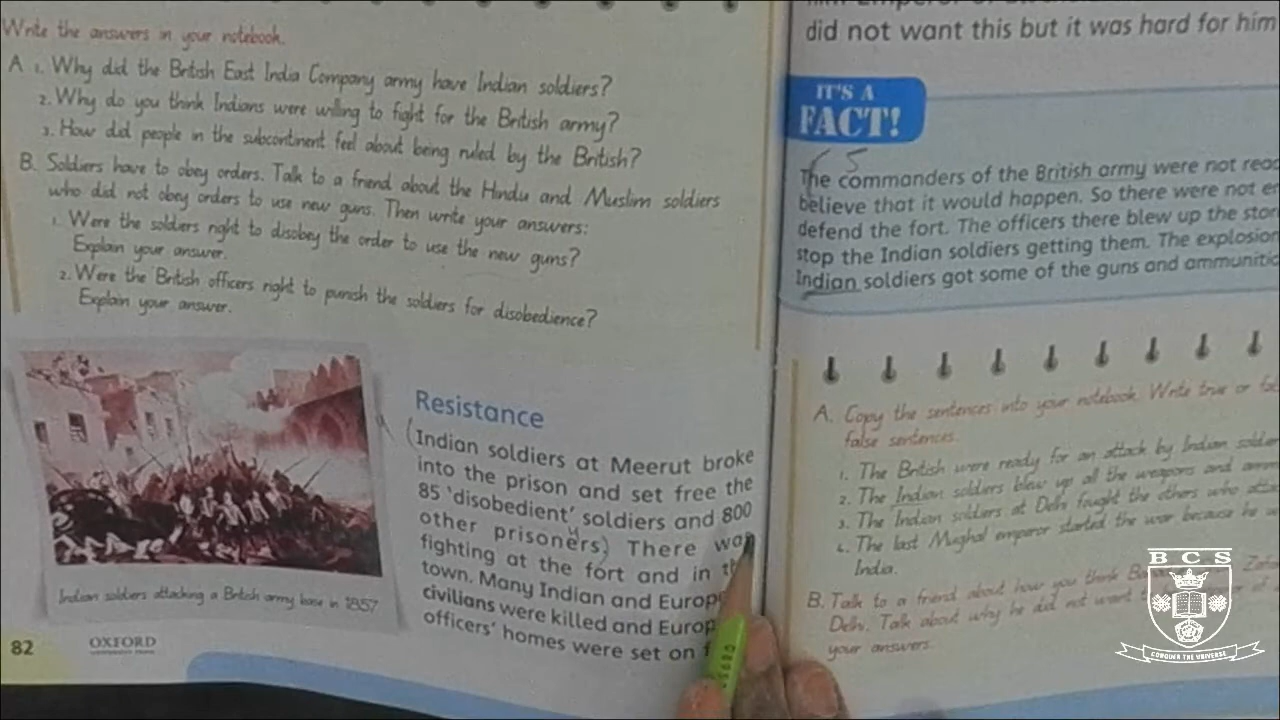 Write the answers in your notebook.
A 1. Why did the British East India Company army have Indian soldiers?
2. Why do you think Indians were willing to fight for the British army?
3. How did people in the subcontinent feel about being ruled by the British?
B. Soldiers have to obey orders. Talk to a friend about the Hindu and Muslim soldiers
who did not obey orders to use new guns. Then write your answers:
1. Were the soldiers right to disobey the order to use the new guns?
Explain your answer.
2. Were the British officers right to punish the soldiers for disobedience?
Explain your answer.
Indian soldiers attacking a British army base in 1857
82
OXFORD
Resistance
Indian soldiers at Meerut broke
into the prison and set free the
85 'disobedient' soldiers and 800
other prisoners. There was
fighting at the fort and in
town. Many Indian and
civilians were killed and
officers' homes were set on
did not want this but it was hard for him
IT'S A
FACT!
The commanders of the British army were not
believe that it would happen. So there were not
defend the fort. The officers there blew up the
stop the Indian soldiers getting them. The explosion
Indian soldiers got some of the guns and
A. Copy the sentences into your notebook. Write true or
false sentences.
1. The British were ready for an attack by Indian
2. The Indian soldiers blew up all the weapons and
3. The Indian soldiers at Delhi fought the others who
4. The last Mughal emperor started the war because he
India.
B. Talk to a friend about how you think
Delhi. Talk about why he did not want
your answers.
BCS
CONQUER THE UNIVERSE